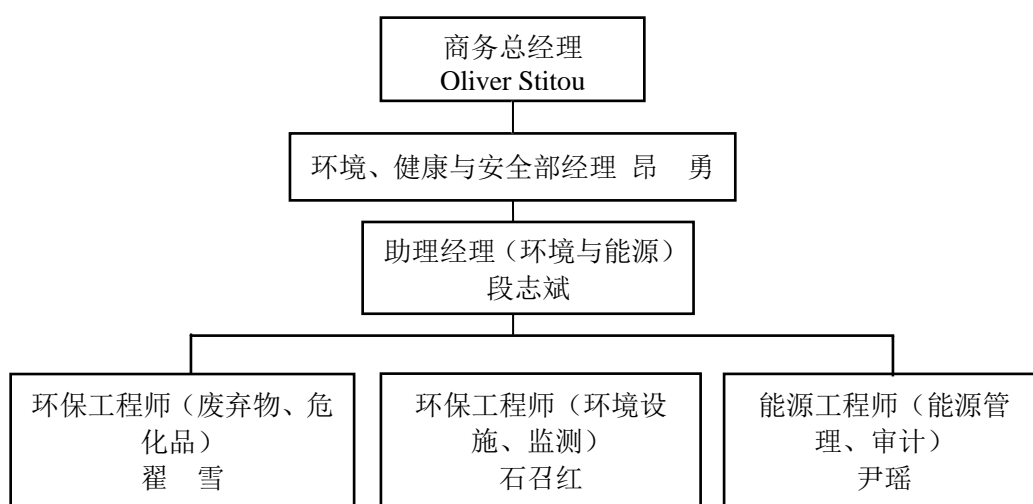 商务总经理
Oliver Stitou
环境、健康与安全部经理 昂　勇
助理经理（环境与能源）
段志斌
环保工程师（废弃物、危
化品）
翟　雪
环保工程师（环境设
施、监测）
石召红
能源工程师（能源管
理、审计）
尹瑶